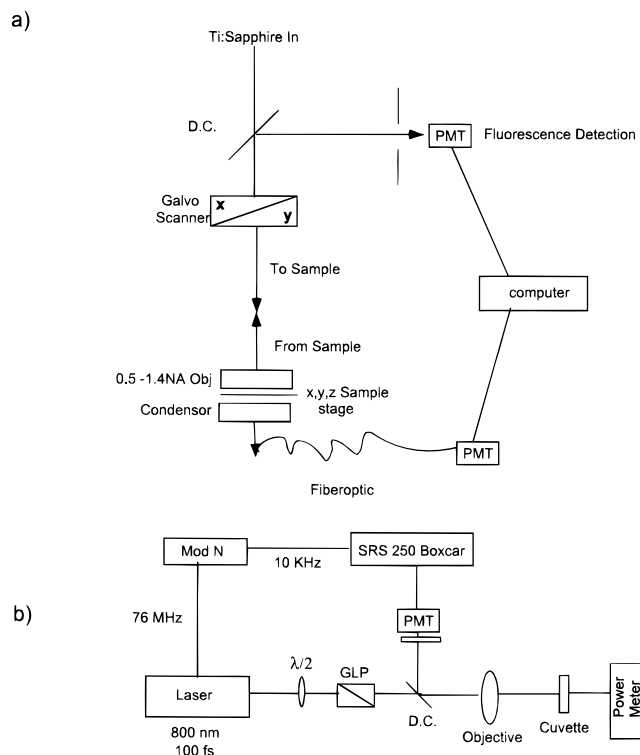 a)
Ti:Sapphire In
D.C.
PMT
Fluorescence Detection
Galvo
Scanner
x
y
To Sample
computer
From Sample
0.5 -1.4NA Obj
x,y,z Sample
stage
Condensor
PMT
Fiberoptic
b)
Mod N
10 KHz
SRS 250 Boxcar
76 MHz
PMT
λ/2
GLP
Laser
D.C.
Objective
Cuvette
Power
Meter
800 nm
100 fs